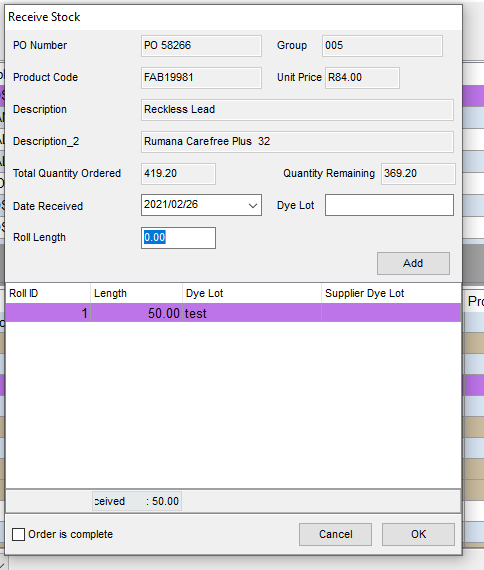 Receive Stock
PO Number PO 58266 Group 005
Product Code FAB19981 Unit Price R84.00
Description Reckless Lead
Description_2 Rumana Carefree Plus 32
Total Quantity Ordered 419.20 Quantity Remaining 369.20
Date Received 2021/02/26 Dye Lot
Roll Length 0.00
Add
Roll ID Length Dye Lot Supplier Dye Lot
1 50.00 test
ceived : 50.00
Order is complete Cancel OK